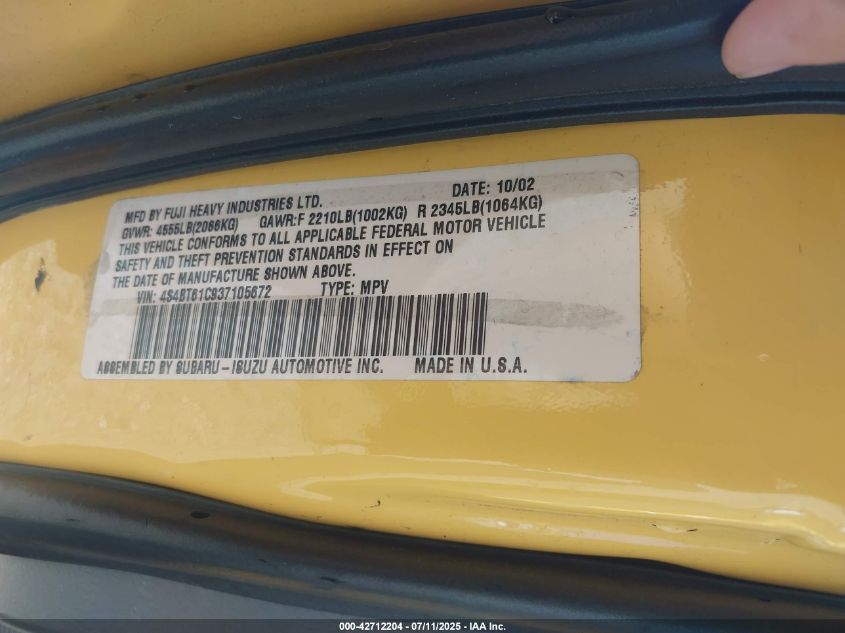 MFD BY FUJI HEAVY INDUSTRIES LTD. DATE: 10/02
GVWR: 4555LB(2066KG) GAWR:F 2210LB(1002KG) R 2345LB(1064KG)
THIS VEHICLE CONFORMS TO ALL APPLICABLE FEDERAL MOTOR VEHICLE
SAFETY AND THEFT PREVENTION STANDARDS IN EFFECT ON
THE DATE OF MANUFACTURE SHOWN ABOVE.
VIN: 4S4BT61C937105672 TYPE: MPV
ASSEMBLED BY SUBARU-ISUZU AUTOMOTIVE INC. MADE IN U.S.A.
000-42712204 - 07/11/2025 - IAA Inc.